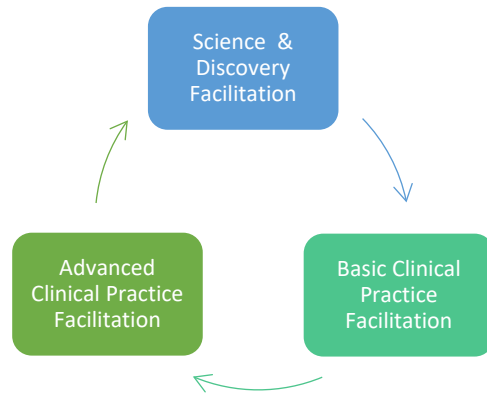 Science &
Discovery
Facilitation
Advanced
Clinical Practice
Facilitation
Basic Clinical
Practice
Facilitation